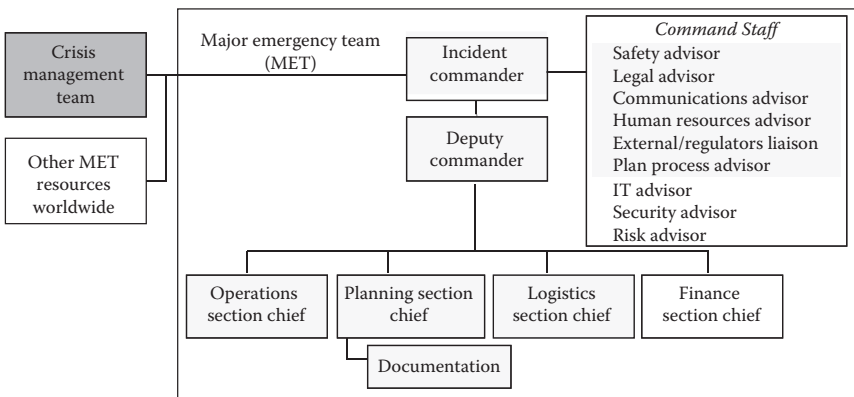 Crisis
management
team
Other MET
resources
worldwide
Major emergency team
(MET)
Incident
commander
Deputy
commander
Command Staff
Safety advisor
Legal advisor
Communications advisor
Human resources advisor
External/regulators liaison
Plan process advisor
IT advisor
Security advisor
Risk advisor
Operations
section chief
Planning section
chief
Logistics
section chief
Finance
section chief
Documentation